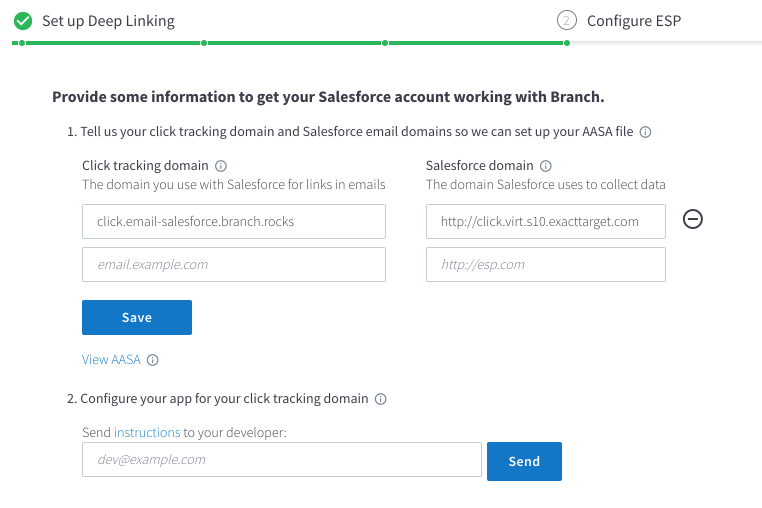 Set up Deep Linking
2 Configure ESP
Provide some information to get your Salesforce account working with Branch.
1. Tell us your click tracking domain and Salesforce email domains so we can set up your AASA file
Click tracking domain
The domain you use with Salesforce for links in emails
Salesforce domain
The domain Salesforce uses to collect data
click.email-salesforce.branch.rocks
http://click.virt.s10.exacttarget.com
email.example.com
http://esp.com
Save
View AASA
2. Configure your app for your click tracking domain
Send instructions to your developer:
dev@example.com
Send